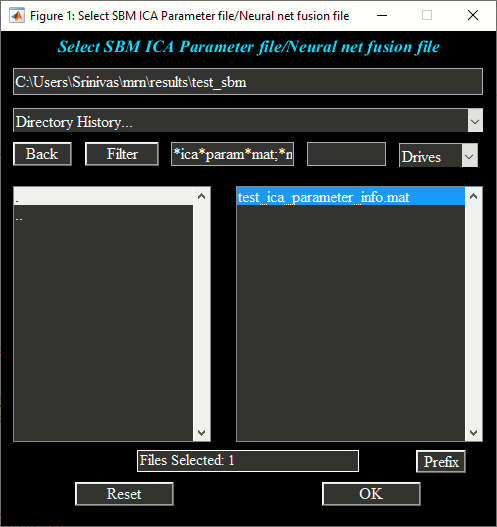 Figure 1: Select SBM ICA Parameter file/Neural net fusion file
Select SBM ICA Parameter file/Neural net fusion file
C:\Users\Srinivas\mrn\results\test_sbm
Directory History...
Back Filter *ica*param*mat;*n Drives
. test_ica_parameter_info.mat
..
Files Selected: 1 Prefix
Reset OK